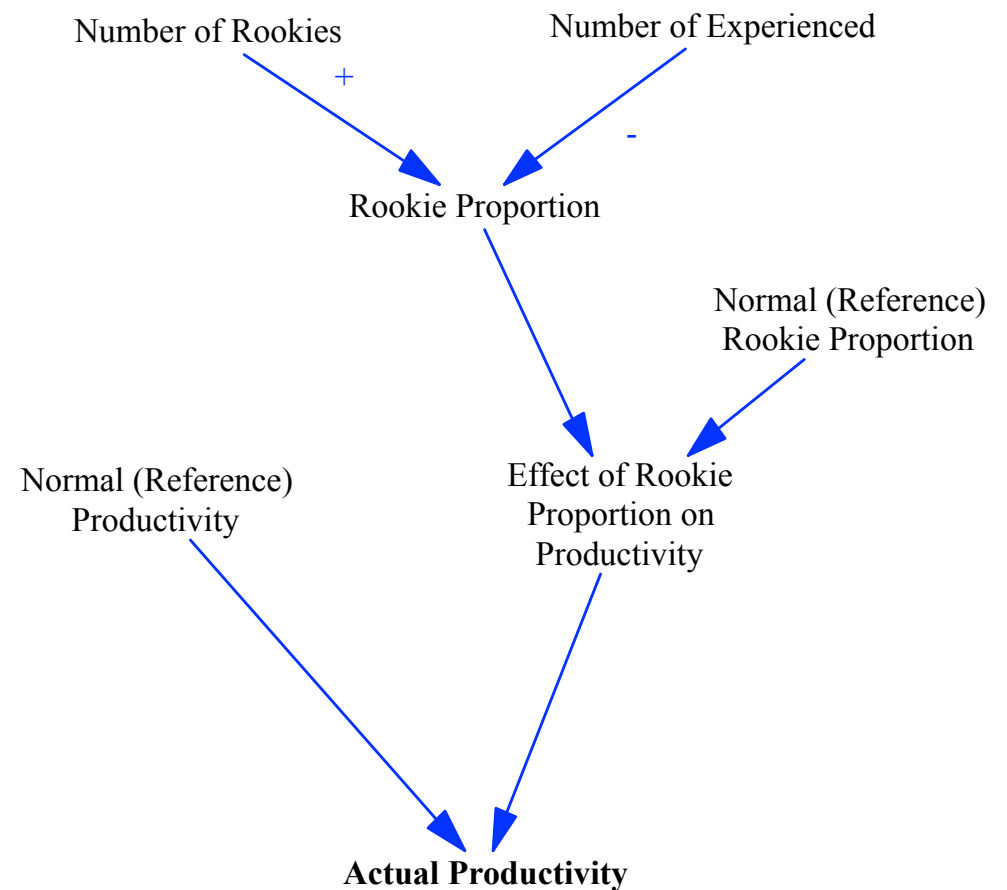 Number of Rookies
Number of Experienced
+
-
Rookie Proportion
Normal (Reference)
Rookie Proportion
Normal (Reference)
Productivity
Effect of Rookie
Proportion on
Productivity
Actual Productivity